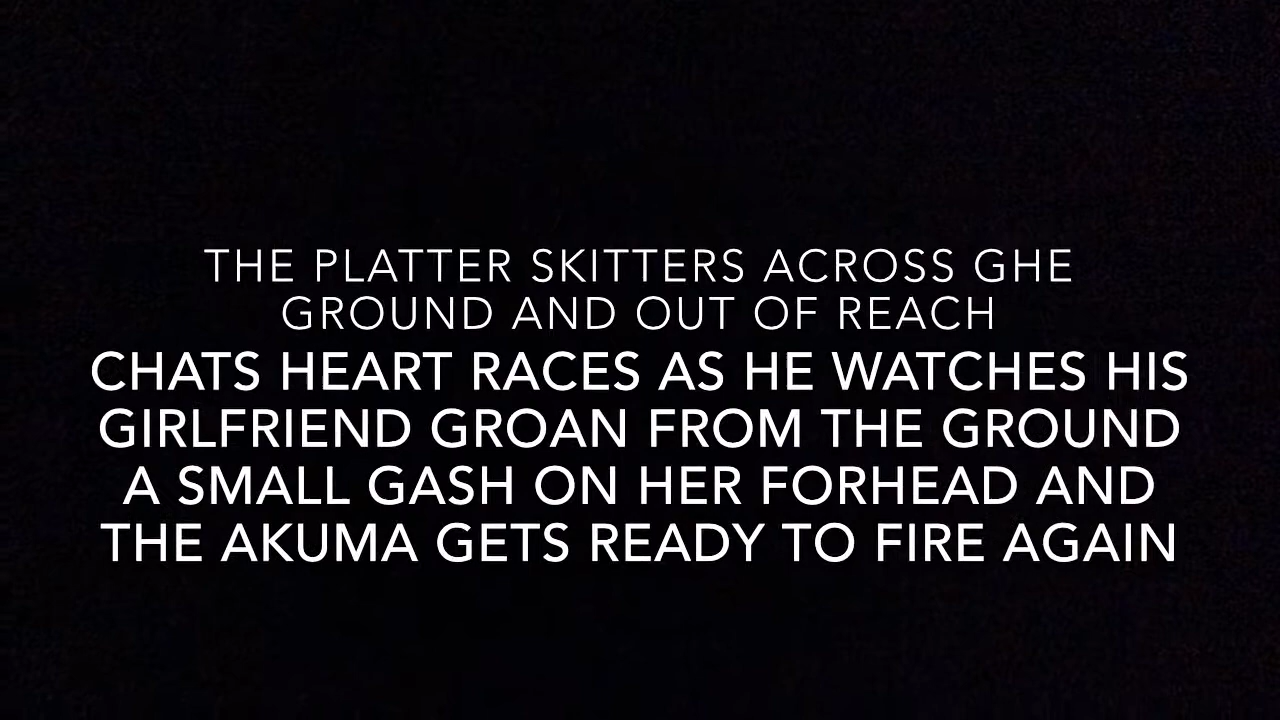 THE PLATTER SKITTERS ACROSS GHE
GROUND AND OUT OF REACH
CHATS HEART RACES AS HE WATCHES HIS
GIRLFRIEND GROAN FROM THE GROUND
A SMALL GASH ON HER FORHEAD AND
THE AKUMA GETS READY TO FIRE AGAIN